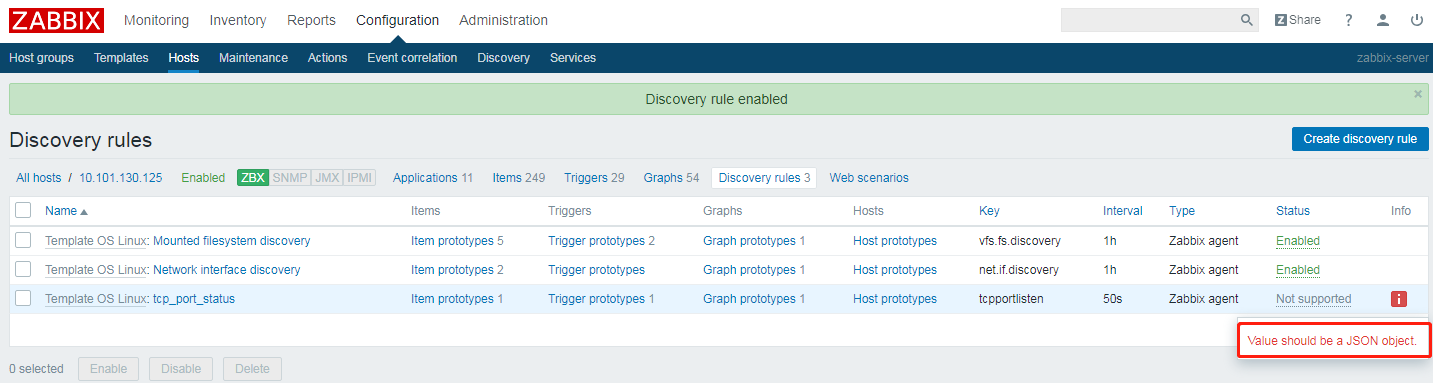 ZABBIX Monitoring Inventory Reports Configuration Administration Z Share ?
Host groups Templates Hosts Maintenance Actions Event correlation Discovery Services zabbix-server
Discovery rule enabled ×
Discovery rules Create discovery rule
All hosts / 10.101.130.125 Enabled ZBX SNMP JMX IPMI Applications 11 Items 249 Triggers 29 Graphs 54 Discovery rules 3 Web scenarios
Name Items Triggers Graphs Hosts Key Interval Type Status Info
Template OS Linux: Mounted filesystem discovery Item prototypes 5 Trigger prototypes 2 Graph prototypes 1 Host prototypes vfs.fs.discovery 1h Zabbix agent Enabled
Template OS Linux: Network interface discovery Item prototypes 2 Trigger prototypes Graph prototypes 1 Host prototypes net.if.discovery 1h Zabbix agent Enabled
Template OS Linux: tcp_port_status Item prototypes 1 Trigger prototypes 1 Graph prototypes 1 Host prototypes tcpportlisten 50s Zabbix agent Not supported i
Value should be a JSON object.
0 selected Enable Disable Delete